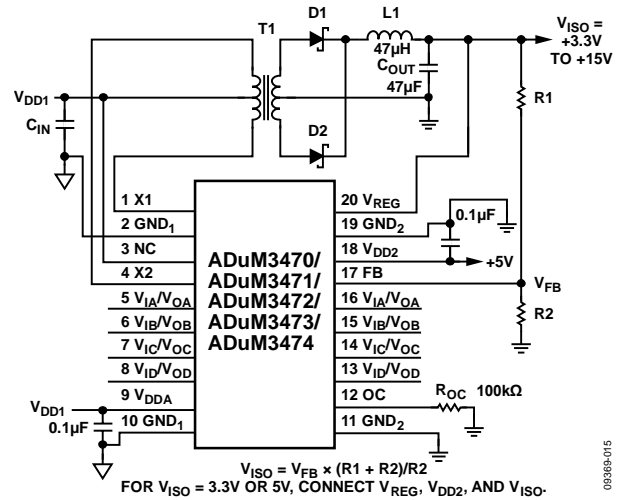 T1
D1
L1
47µH
C_OUT
47µF
V_ISO =
+3.3V
TO +15V
R1
V_DD1
C_IN
D2
1 X1
2 GND₁
3 NC
4 X2
5 V_IA/V_OA
6 V_IB/V_OB
7 V_IC/V_OC
8 V_ID/V_OD
9 V_DDA
10 GND₁
ADuM3470/
ADuM3471/
ADuM3472/
ADuM3473/
ADuM3474
20 V_REG
19 GND₂
18 V_DD2
17 FB
16 V_IA/V_OA
15 V_IB/V_OB
14 V_IC/V_OC
13 V_ID/V_OD
12 OC
11 GND₂
0.1µF
+5V
V_FB
R2
R_OC 100kΩ
V_DD1
0.1µF
V_ISO = V_FB × (R1 + R2)/R2
FOR V_ISO = 3.3V OR 5V, CONNECT V_REG, V_DD2, AND V_ISO.
09369-015